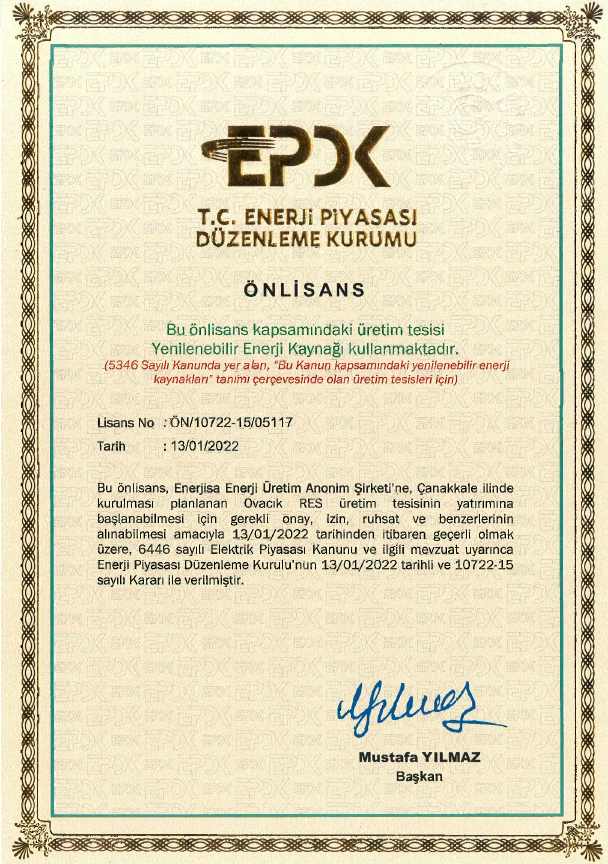 EPDK
T.C. ENERJİ PİYASASI
DÜZENLEME KURUMU
ÖNLİSANS
Bu önlisans kapsamındaki üretim tesisi
Yenilenebilir Enerji Kaynağı kullanmaktadır.
(5346 Sayılı Kanunda yer alan, "Bu Kanun kapsamındaki yenilenebilir enerji
kaynakları" tanımı çerçevesinde olan üretim tesisleri için)
Lisans No : ÖN/10722-15/05117
Tarih : 13/01/2022
Bu önlisans, Enerjisa Enerji Üretim Anonim Şirketi'ne, Çanakkale ilinde
kurulması planlanan Ovacık RES üretim tesisinin yatırımına
başlanabilmesi için gerekli onay, izin, ruhsat ve benzerlerinin
alınabilmesi amacıyla 13/01/2022 tarihinden itibaren geçerli olmak
üzere, 6446 sayılı Elektrik Piyasası Kanunu ve ilgili mevzuat uyarınca
Enerji Piyasası Düzenleme Kurulu'nun 13/01/2022 tarihli ve 10722-15
sayılı Kararı ile verilmiştir.
Mustafa YILMAZ
Başkan